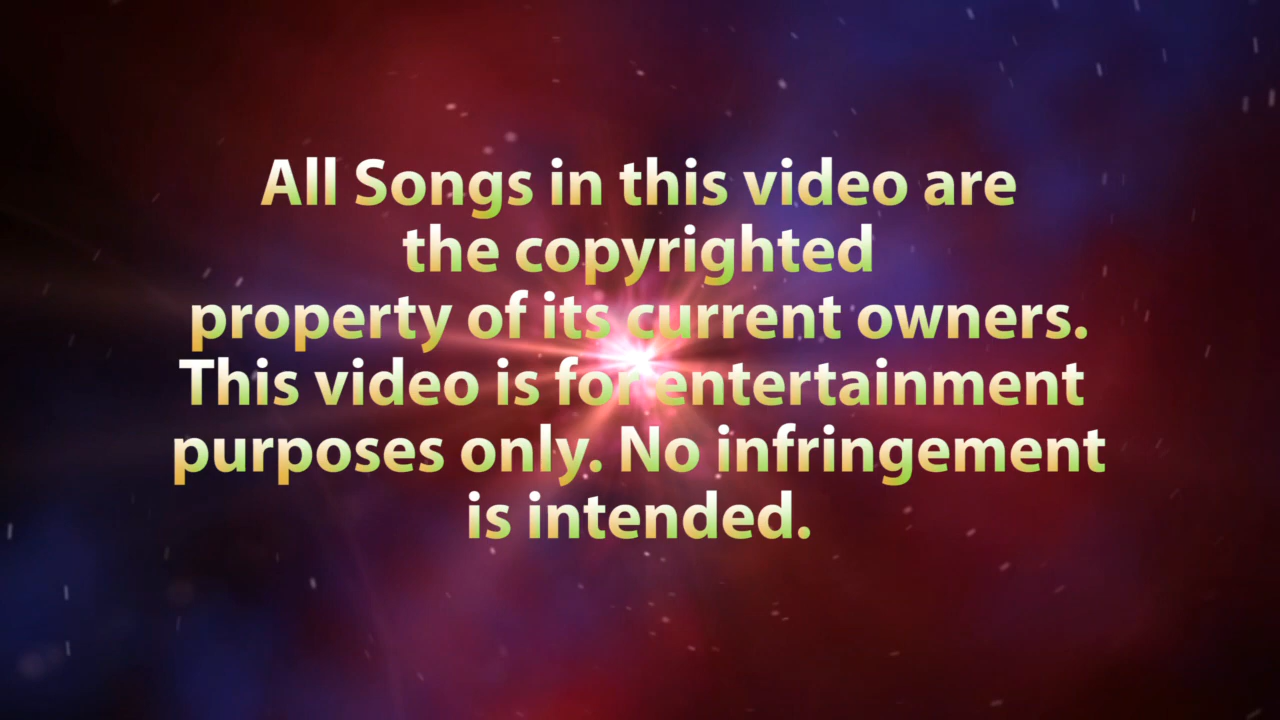 All Songs in this video are
the copyrighted
property of its current owners.
This video is for entertainment
purposes only. No infringement
is intended.